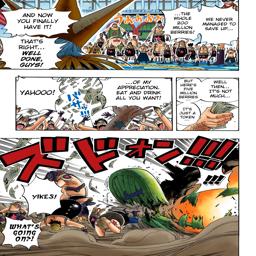 AND NOW
YOU FINALLY
HAVE IT!
THAT'S
RIGHT...
WELL
DONE,
GUYS!
...THE
WHOLE
200
MILLION
BERRIES!
WE NEVER
MANAGED
TO SAVE
UP...
YAHOOO!
...OF MY
APPRECIATION.
EAT AND DRINK
ALL YOU WANT!
BUT
HERE'S
FIVE
MILLION
BERRIES
WELL
THEN...
IT'S NOT
MUCH...
IT'S JUST
A TOKEN
ズドォン!!!!
!!!
YIKES!
WHAT'S
GOING
ON?!